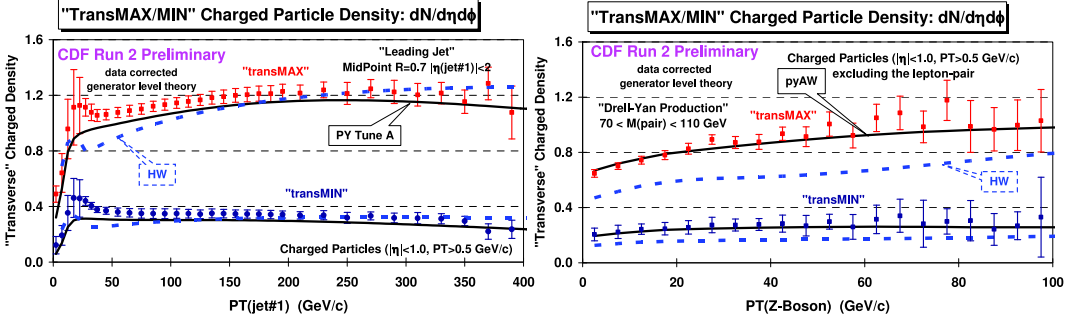 "TransMAX/MIN" Charged Particle Density: dN/dηdφ
1.6
1.2
0.8
0.4
0.0
"Transverse" Charged Density
CDF Run 2 Preliminary
data corrected
generator level theory
"Leading Jet"
MidPoint R=0.7 |η(jet#1)|<2
"transMAX"
PY Tune A
HW
"transMIN"
Charged Particles (|η|<1.0, PT>0.5 GeV/c)
0 50 100 150 200 250 300 350 400
PT(jet#1) (GeV/c)
"TransMAX/MIN" Charged Particle Density: dN/dηdφ
1.6
1.2
0.8
0.4
0.0
"Transverse" Charged Density
CDF Run 2 Preliminary
data corrected
generator level theory
Charged Particles (|η|<1.0, PT>0.5 GeV/c)
excluding the lepton-pair
pyAW
"Drell-Yan Production"
70 < M(pair) < 110 GeV
"transMAX"
HW
"transMIN"
0 20 40 60 80 100
PT(Z-Boson) (GeV/c)